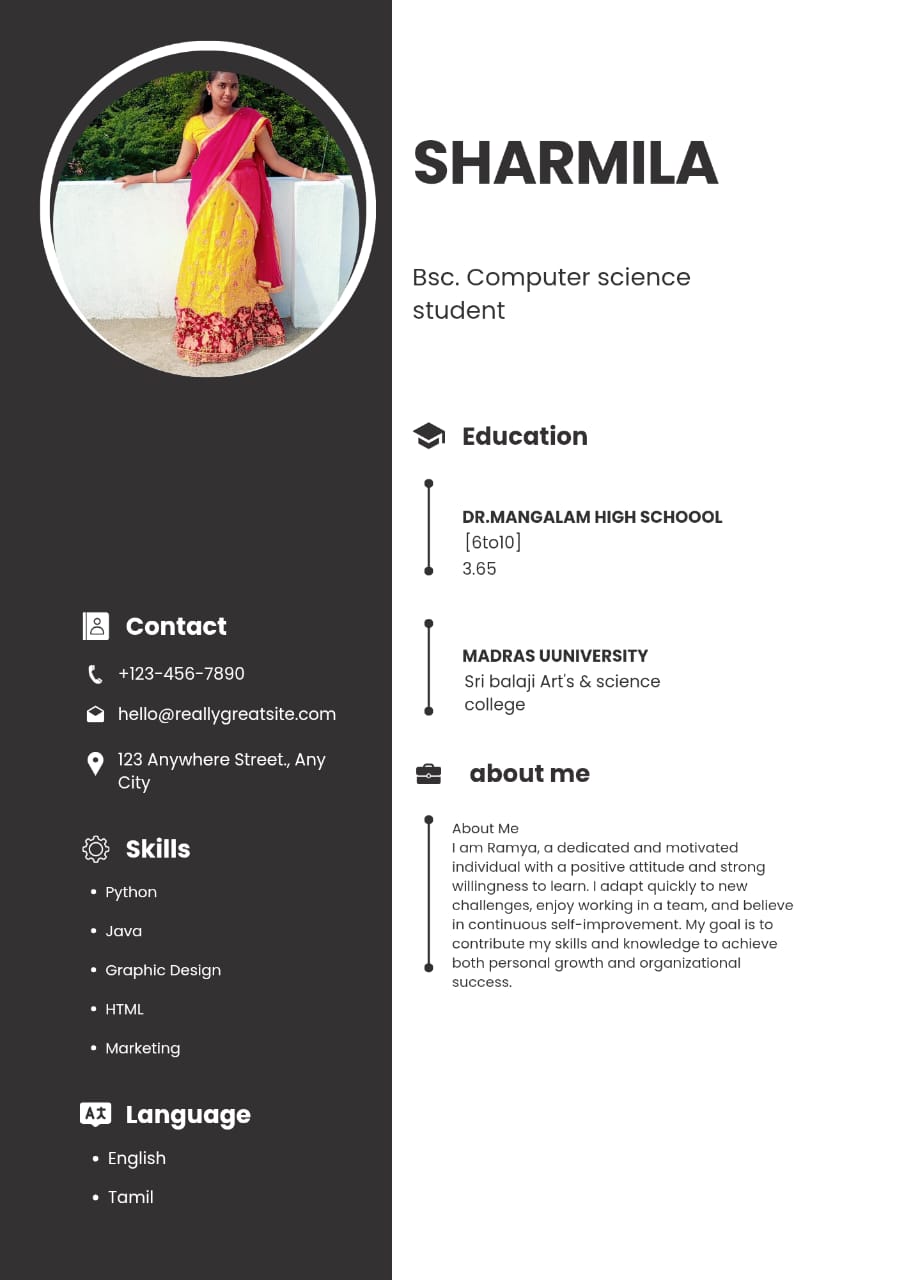 SHARMILA
Bsc. Computer science
student
Education
DR.MANGALAM HIGH SCHOOOL
[6to10]
3.65
MADRAS UUNIVERSITY
Sri balaji Art's & science
college
about me
About Me
I am Ramya, a dedicated and motivated
individual with a positive attitude and strong
willingness to learn. I adapt quickly to new
challenges, enjoy working in a team, and believe
in continuous self-improvement. My goal is to
contribute my skills and knowledge to achieve
both personal growth and organizational
success.
Contact
+123-456-7890
hello@reallygreatsite.com
123 Anywhere Street., Any
City
Skills
• Python
• Java
• Graphic Design
• HTML
• Marketing
Language
• English
• Tamil